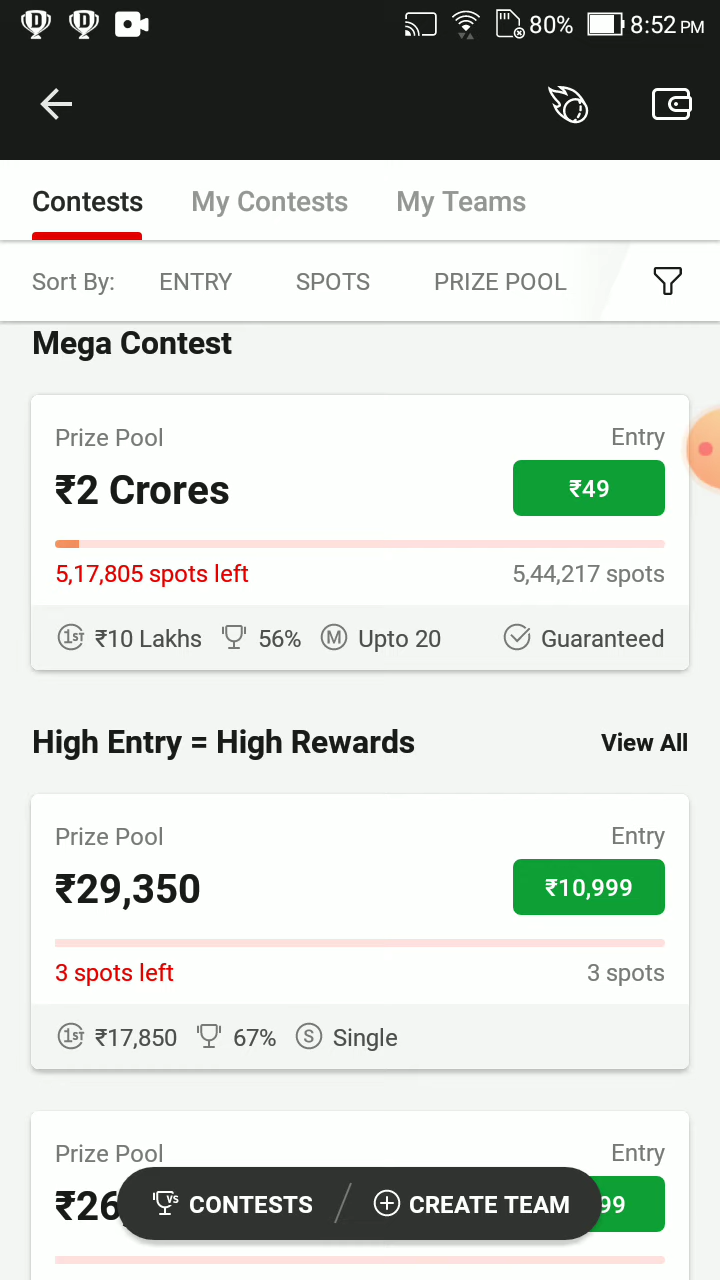 80% 8:52 PM
Contests My Contests My Teams
Sort By: ENTRY SPOTS PRIZE POOL
Mega Contest
Prize Pool Entry
₹2 Crores ₹49
5,17,805 spots left 5,44,217 spots
1ST ₹10 Lakhs 56% M Upto 20 Guaranteed
High Entry = High Rewards View All
Prize Pool Entry
₹29,350 ₹10,999
3 spots left 3 spots
1ST ₹17,850 67% S Single
Prize Pool Entry
₹26 99
VS CONTESTS / CREATE TEAM